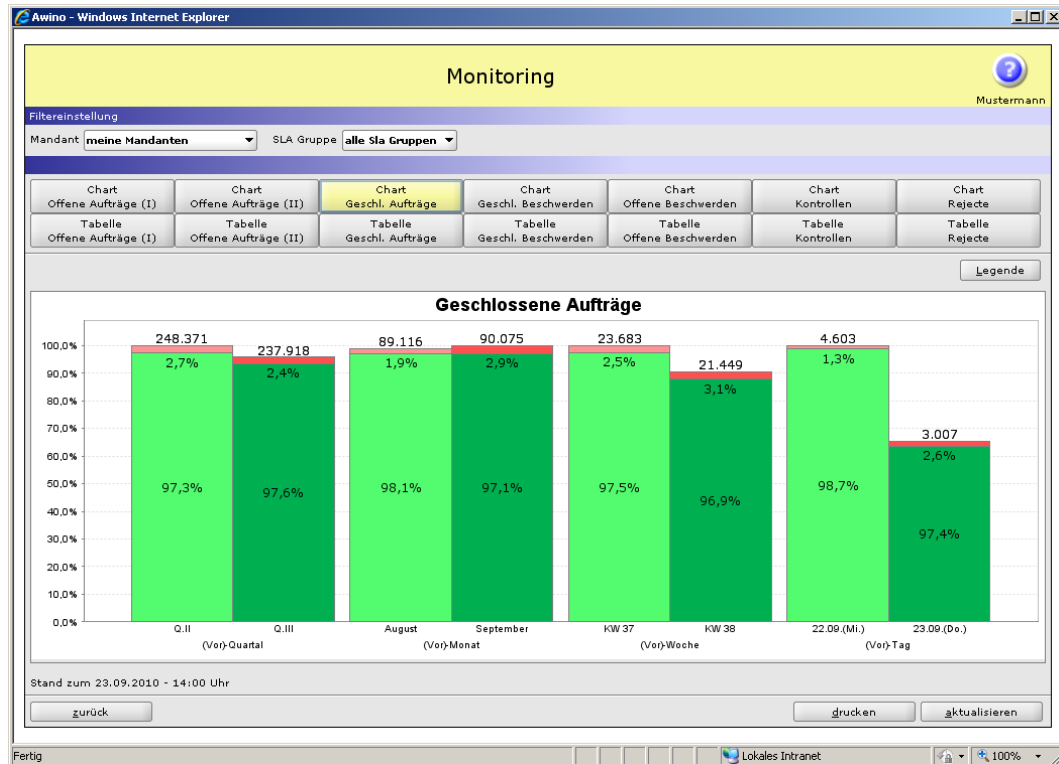 Awino - Windows Internet Explorer
Monitoring
Mustermann
Filtereinstellung
Mandant meine Mandanten SLA Gruppe alle Sla Gruppen
Chart Offene Aufträge (I)
Chart Offene Aufträge (II)
Chart Geschl. Aufträge
Chart Geschl. Beschwerden
Chart Offene Beschwerden
Chart Kontrollen
Chart Rejecte
Tabelle Offene Aufträge (I)
Tabelle Offene Aufträge (II)
Tabelle Geschl. Aufträge
Tabelle Geschl. Beschwerden
Tabelle Offene Beschwerden
Tabelle Kontrollen
Tabelle Rejecte
Legende
Geschlossene Aufträge
248.371 237.918 89.116 90.075 23.683 21.449 4.603 3.007
2,7% 2,4% 1,9% 2,9% 2,5% 3,1% 1,3% 2,6%
97,3% 97,6% 98,1% 97,1% 97,5% 96,9% 98,7% 97,4%
100,0%
90,0%
80,0%
70,0%
60,0%
50,0%
40,0%
30,0%
20,0%
10,0%
0,0%
Q.II Q.III August September KW 37 KW 38 22.09.(Mi.) 23.09.(Do.)
(Vor)-Quartal (Vor)-Monat (Vor)-Woche (Vor)-Tag
Stand zum 23.09.2010 - 14:00 Uhr
zurück drucken aktualisieren
Fertig Lokales Intranet 100%